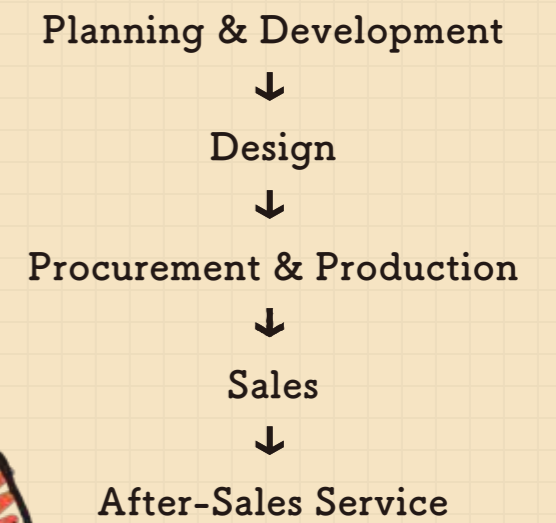 Planning & Development
↓
Design
↓
Procurement & Production
↓
Sales
↓
After-Sales Service